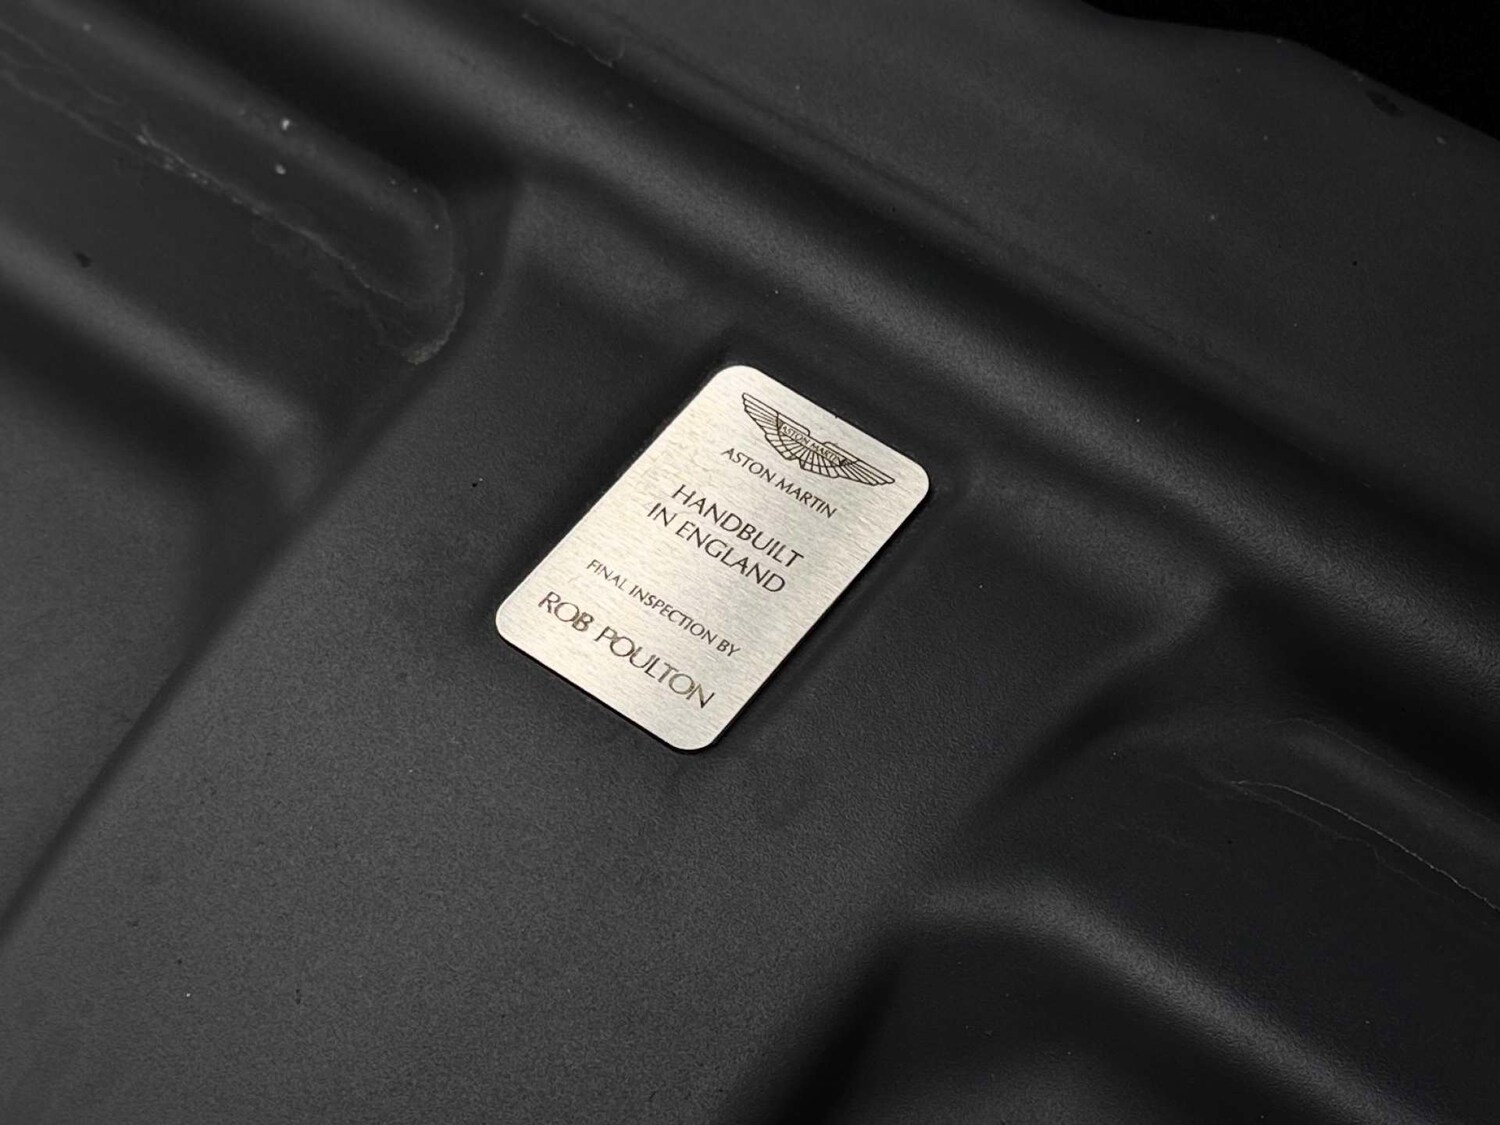 ASTON MARTIN
ASTON MARTIN
HANDBUILT
IN ENGLAND
FINAL INSPECTION BY
ROB POULTON